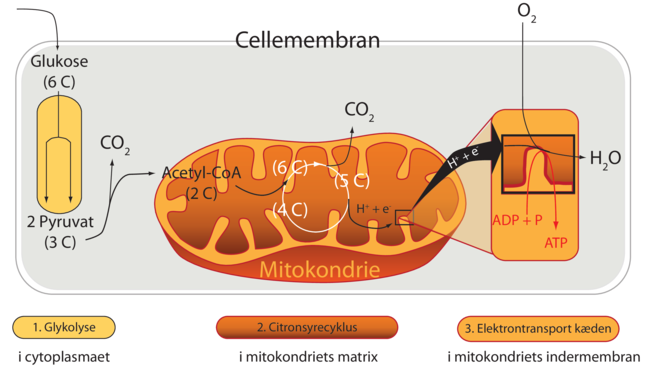 O2
Cellemembran
Glukose
(6 C)
CO2
CO2
Acetyl-CoA
(2 C)
(6 C)
(5 C)
(4 C)
H+ + e-
H+ + e-
H2O
2 Pyruvat
(3 C)
ADP + P
ATP
Mitokondrie
1. Glykolyse
2. Citronsyrecyklus
3. Elektrontransport kæden
i cytoplasmaet
i mitokondriets matrix
i mitokondriets indermembran